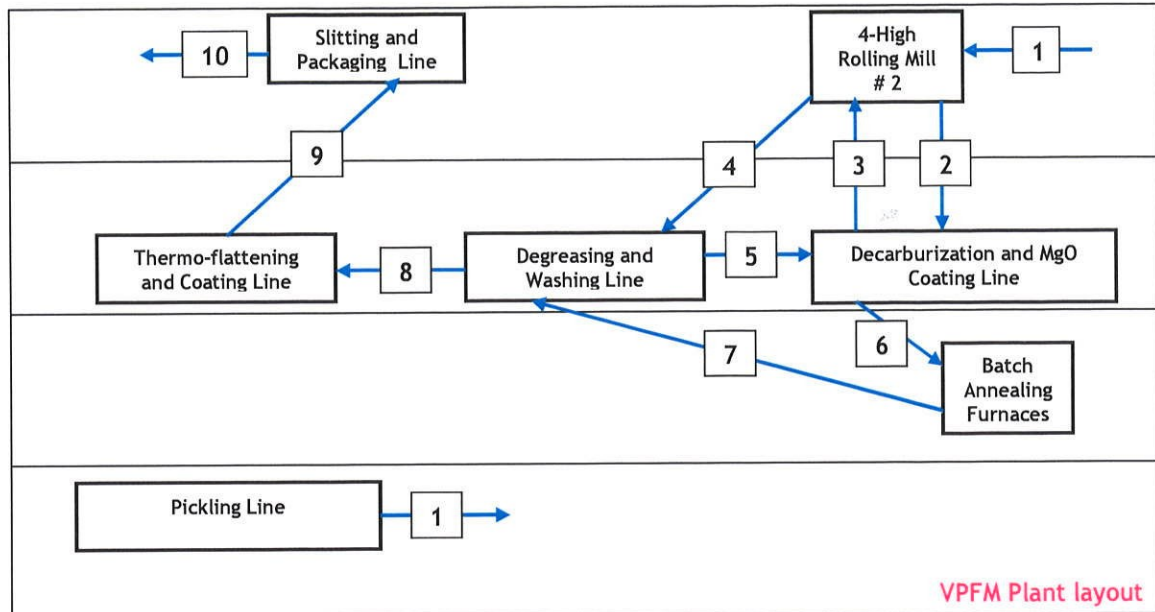 10
Slitting and
Packaging Line
4-High
Rolling Mill
# 2
1
9
4
3
2
Thermo-flattening
and Coating Line
8
Degreasing and
Washing Line
5
Decarburization and MgO
Coating Line
7
6
Batch
Annealing
Furnaces
Pickling Line
1
VPFM Plant layout